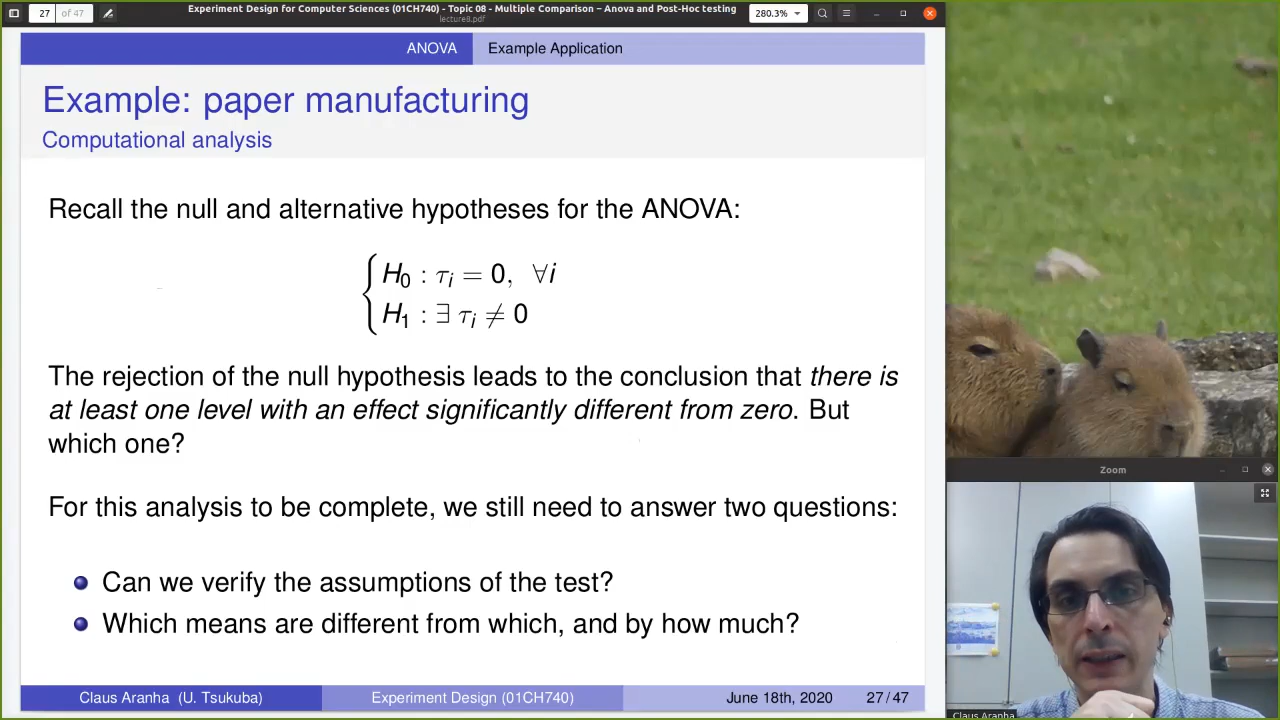 27 of 47
Experiment Design for Computer Sciences (01CH740) - Topic 08 - Multiple Comparison – Anova and Post-Hoc testing
lecture8.pdf
280.3%
ANOVA Example Application
Example: paper manufacturing
Computational analysis
Recall the null and alternative hypotheses for the ANOVA:
H₀ : τᵢ = 0, ∀i
H₁ : ∃ τᵢ ≠ 0
The rejection of the null hypothesis leads to the conclusion that there is
at least one level with an effect significantly different from zero. But
which one?
For this analysis to be complete, we still need to answer two questions:
Can we verify the assumptions of the test?
Which means are different from which, and by how much?
Claus Aranha (U. Tsukuba) Experiment Design (01CH740) June 18th, 2020 27 / 47
Zoom
Claus Aranha